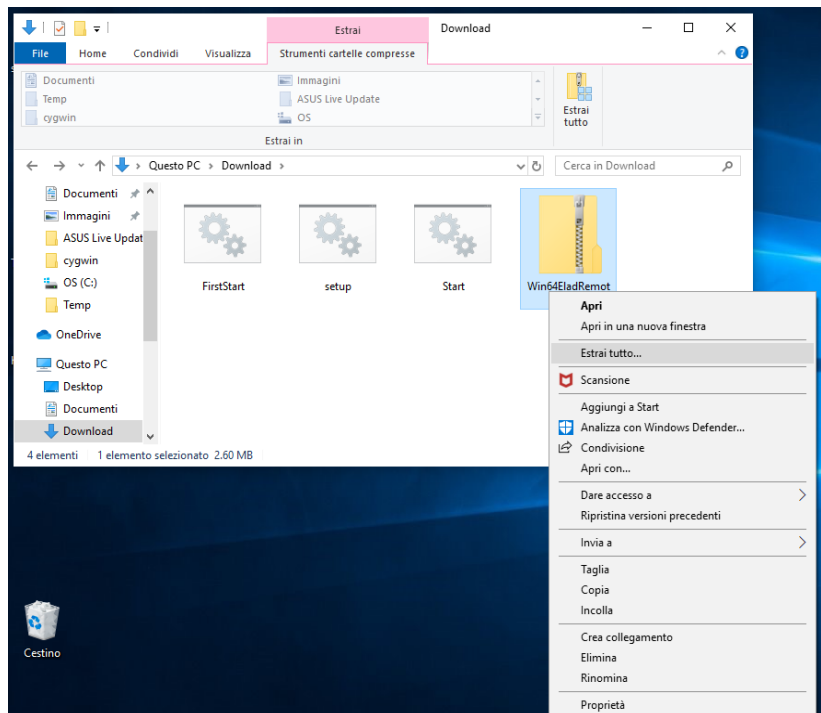 Estrai
Download
File
Home
Condividi
Visualizza
Strumenti cartelle compresse
Documenti
Immagini
Temp
ASUS Live Update
cygwin
OS
Estrai
tutto
Estrai in
Questo PC > Download >
Cerca in Download
Documenti
Immagini
ASUS Live Updat
cygwin
OS (C:)
Temp
OneDrive
Questo PC
Desktop
Documenti
Download
FirstStart
setup
Start
Win64EladRemot
4 elementi
1 elemento selezionato 2.60 MB
Apri
Apri in una nuova finestra
Estrai tutto...
Scansione
Aggiungi a Start
Analizza con Windows Defender...
Condivisione
Apri con...
Dare accesso a
Ripristina versioni precedenti
Invia a
Taglia
Copia
Incolla
Crea collegamento
Elimina
Rinomina
Proprietà
Cestino